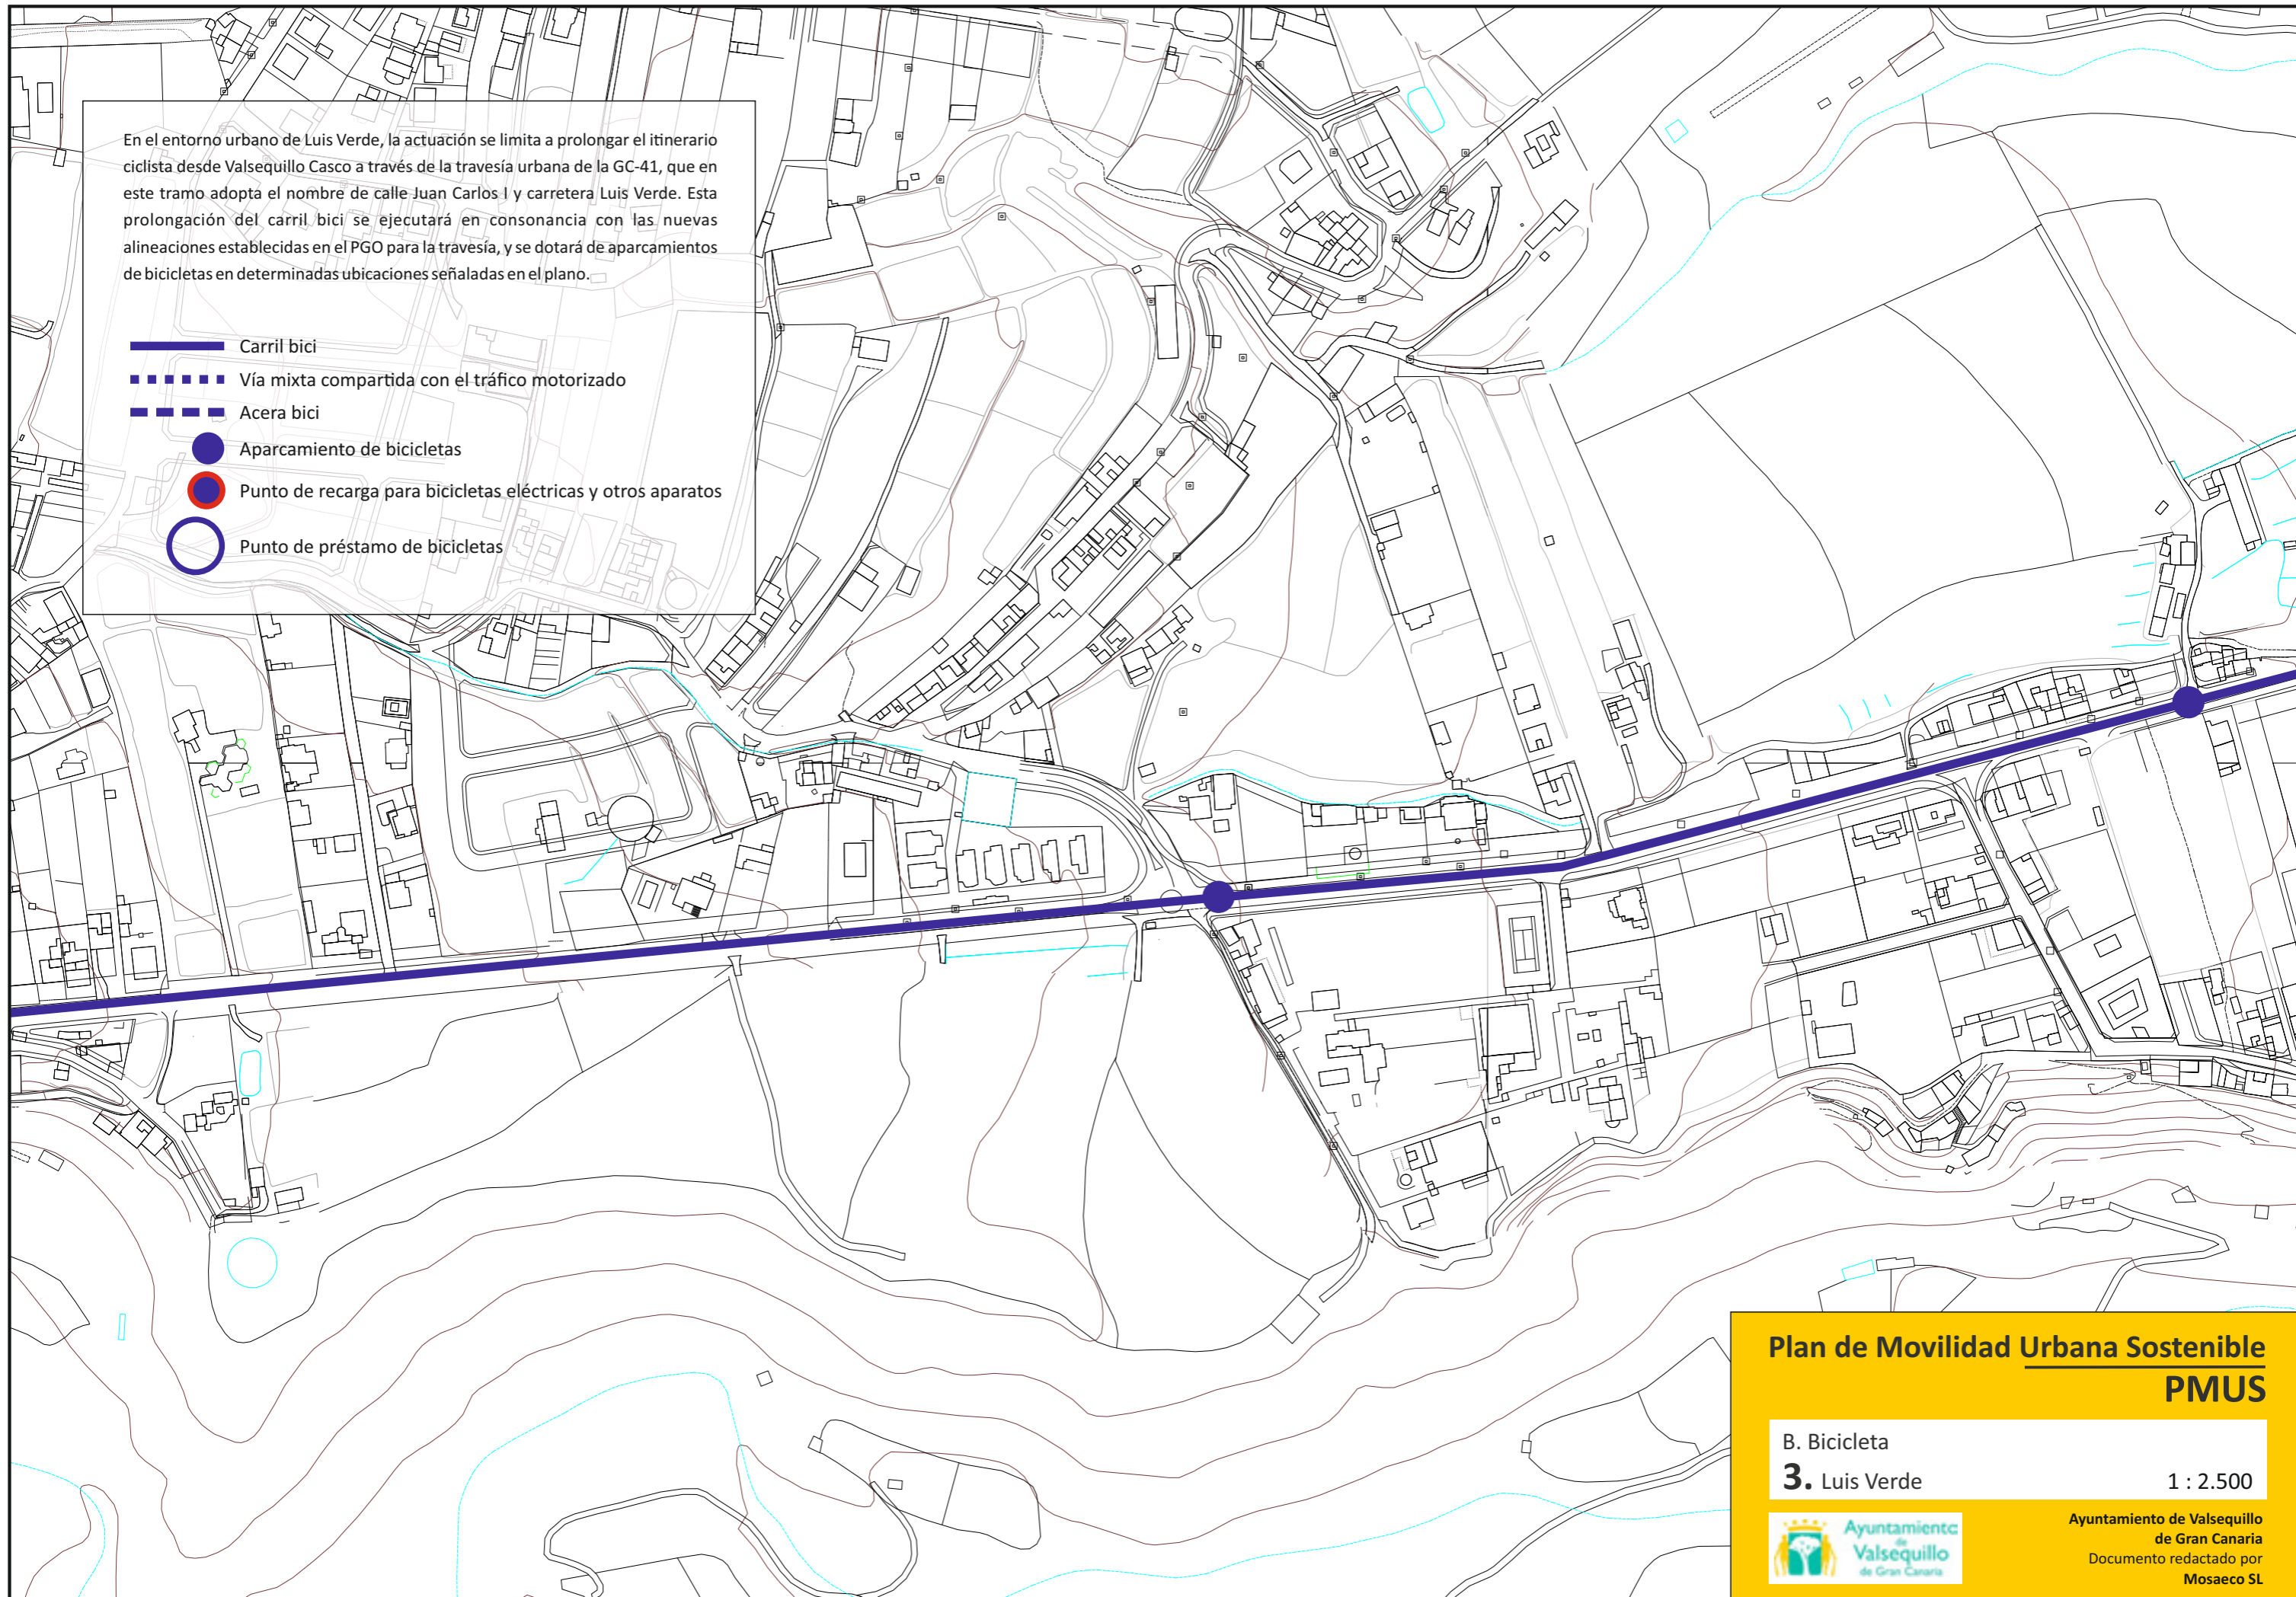 En el entorno urbano de Luis Verde, la actuación se limita a prolongar el itinerario
ciclista desde Valsequillo Casco a través de la travesía urbana de la GC-41, que en
este tramo adopta el nombre de calle Juan Carlos I y carretera Luis Verde. Esta
prolongación del carril bici se ejecutará en consonancia con las nuevas
alineaciones establecidas en el PGO para la travesía, y se dotará de aparcamientos
de bicicletas en determinadas ubicaciones señaladas en el plano.
Carril bici
Vía mixta compartida con el tráfico motorizado
Acera bici
Aparcamiento de bicicletas
Punto de recarga para bicicletas eléctricas y otros aparatos
Punto de préstamo de bicicletas
Plan de Movilidad Urbana Sostenible
PMUS
B. Bicicleta
3. Luis Verde 1 : 2.500
Ayuntamiento
de
Valsequillo
de Gran Canaria
Ayuntamiento de Valsequillo
de Gran Canaria
Documento redactado por
Mosaeco SL